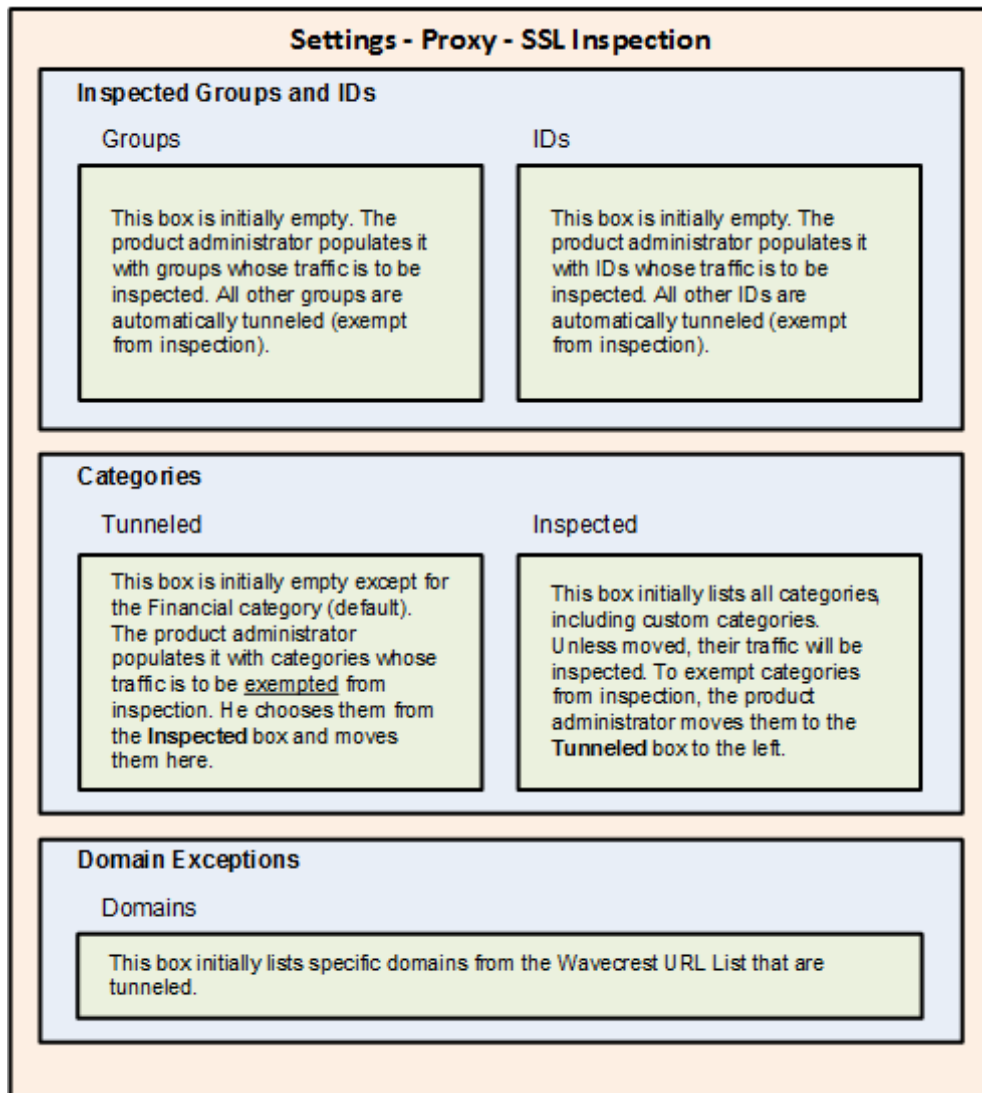 Settings - Proxy - SSL Inspection
Inspected Groups and IDs
Groups
This box is initially empty. The
product administrator populates it
with groups whose traffic is to be
inspected. All other groups are
automatically tunneled (exempt
from inspection).
IDs
This box is initially empty. The
product administrator populates it
with IDs whose traffic is to be
inspected. All other IDs are
automatically tunneled (exempt
from inspection).
Categories
Tunneled
This box is initially empty except for
the Financial category (default).
The product administrator
populates it with categories whose
traffic is to be exempted from
inspection. He chooses them from
the Inspected box and moves
them here.
Inspected
This box initially lists all categories,
including custom categories.
Unless moved, their traffic will be
inspected. To exempt categories
from inspection, the product
administrator moves them to the
Tunneled box to the left.
Domain Exceptions
Domains
This box initially lists specific domains from the Wavecrest URL List that are
tunneled.